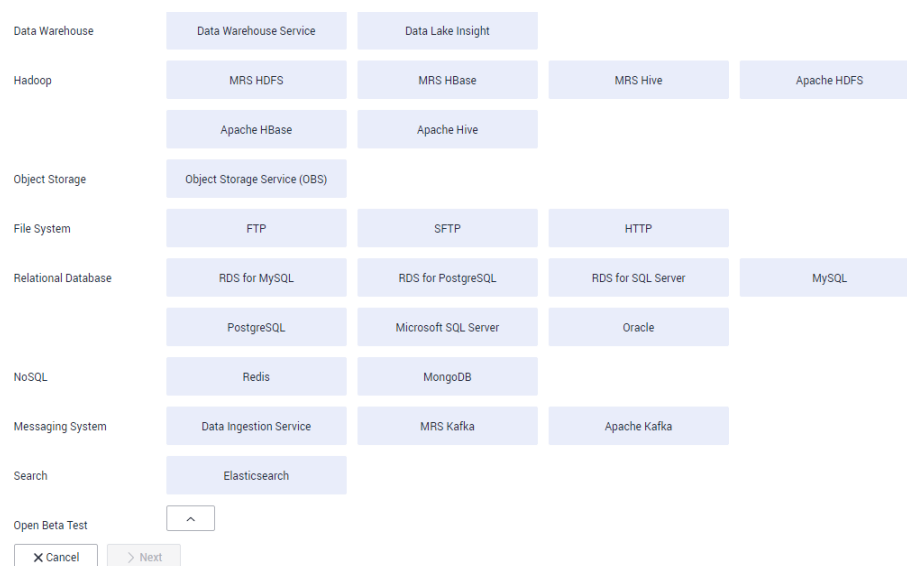 Data Warehouse Data Warehouse Service Data Lake Insight
Hadoop MRS HDFS MRS HBase MRS Hive Apache HDFS
Apache HBase Apache Hive
Object Storage Object Storage Service (OBS)
File System FTP SFTP HTTP
Relational Database RDS for MySQL RDS for PostgreSQL RDS for SQL Server MySQL
PostgreSQL Microsoft SQL Server Oracle
NoSQL Redis MongoDB
Messaging System Data Ingestion Service MRS Kafka Apache Kafka
Search Elasticsearch
Open Beta Test
Cancel Next